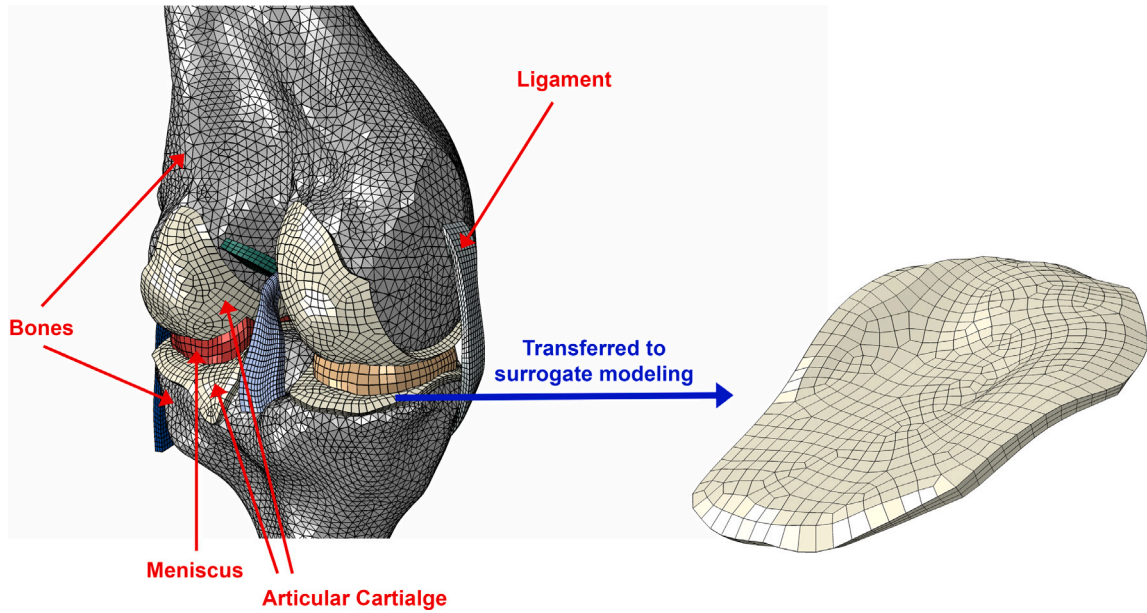 Ligament
Bones
Transferred to
surrogate modeling
Meniscus
Articular Cartialge